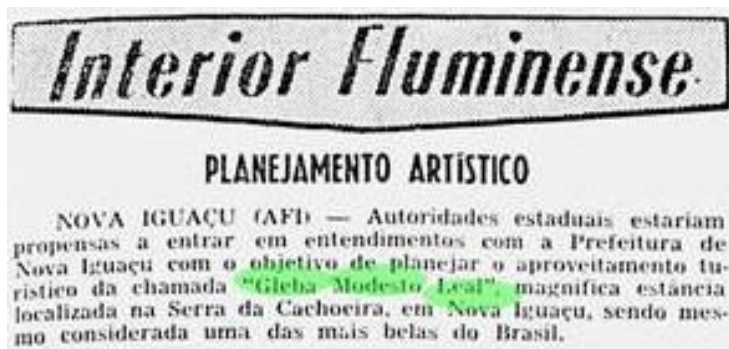 Interior Fluminense
PLANEJAMENTO ARTÍSTICO
NOVA IGUAÇU (AFI) — Autoridades estaduais estariam
propensas a entrar em entendimentos com a Prefeitura de
Nova Iguaçu com o objetivo de planejar o aproveitamento tu-
rístico da chamada "Gleba Modesto Leal", magnífica estância
localizada na Serra da Cachoeira, em Nova Iguaçu, sendo mes-
mo considerada uma das mais belas do Brasil.